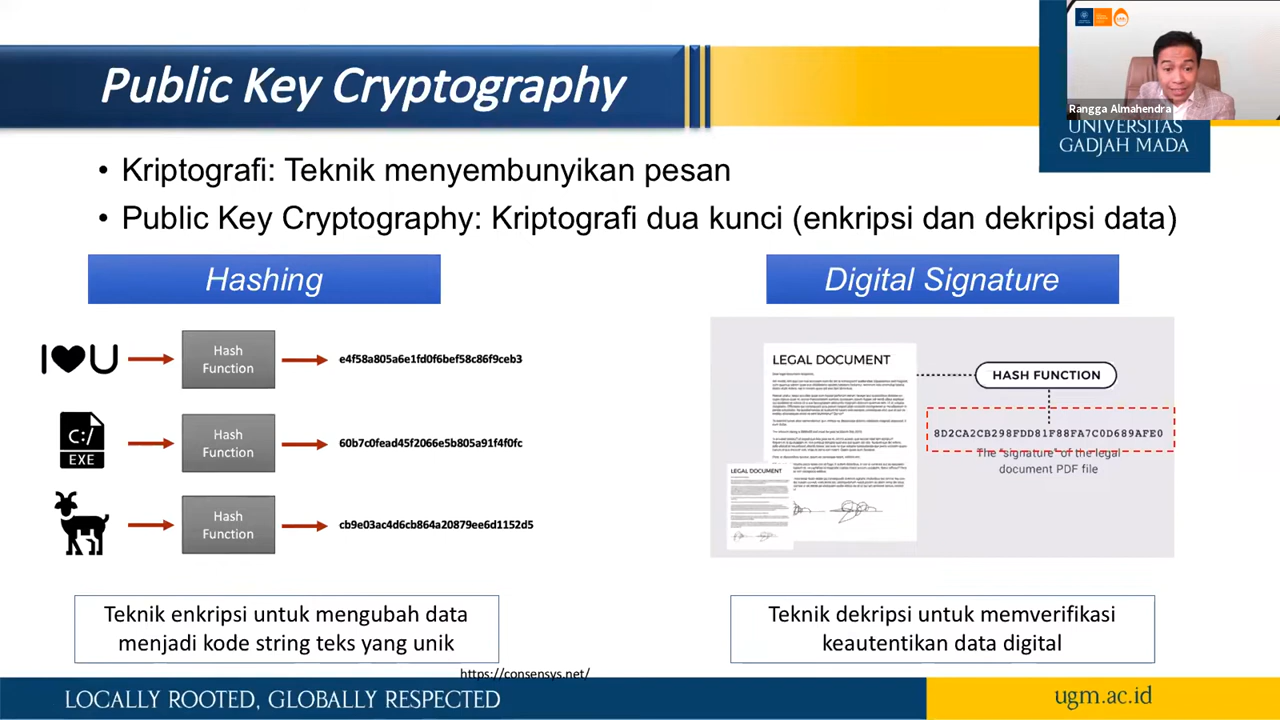 Public Key Cryptography
Rangga Almahendra
UNIVERSITAS
GADJAH MADA
• Kriptografi: Teknik menyembunyikan pesan
• Public Key Cryptography: Kriptografi dua kunci (enkripsi dan dekripsi data)
Hashing
I U
Hash
Function
e4f58a805a6e1fd0f6bef58c86f9ceb3
C:/
EXE
Hash
Function
60b7c0fead45f2066e5b805a91f4f0fc
Hash
Function
cb9e03ac4d6cb864a20879ee6d1152d5
Teknik enkripsi untuk mengubah data
menjadi kode string teks yang unik
Digital Signature
LEGAL DOCUMENT
LEGAL DOCUMENT
HASH FUNCTION
8D2CA2CB298FDD81F88FA7C0D689AFE0
The "signature" of the legal
document PDF file
Teknik dekripsi untuk memverifikasi
keautentikan data digital
https://consensys.net/
LOCALLY ROOTED, GLOBALLY RESPECTED
ugm.ac.id